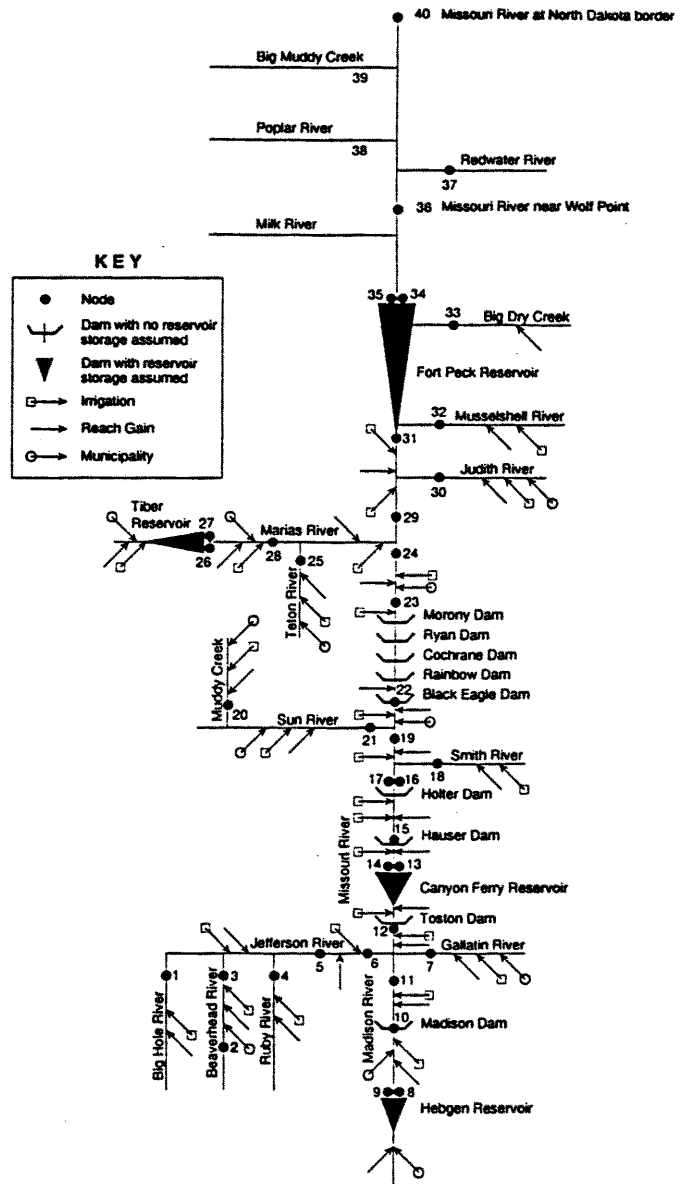 40 Missouri River at North Dakota border
Big Muddy Creek
39
Poplar River
38
Redwater River
37
36 Missouri River near Wolf Point
Milk River
KEY
Node
Dam with no reservoir
storage assumed
Dam with reservoir
storage assumed
Irrigation
Reach Gain
Municipality
35 34
33
Big Dry Creek
Fort Peck Reservoir
32
Musselshell River
31
Judith River
30
Tiber
Reservoir
27
26
Marias River
28
25
Teton River
29
24
23
Morony Dam
Ryan Dam
Cochrane Dam
Rainbow Dam
22
Black Eagle Dam
Muddy Creek
20
Sun River
21
19
Smith River
18
17 16
Holter Dam
Missouri River
15
Hauser Dam
14 13
Canyon Ferry Reservoir
Toston Dam
12
Jefferson River
5
6
Gallatin River
7
1
3
4
Big Hole River
Beaverhead River
2
Ruby River
11
Madison River
10
Madison Dam
9 8
Hebgen Reservoir